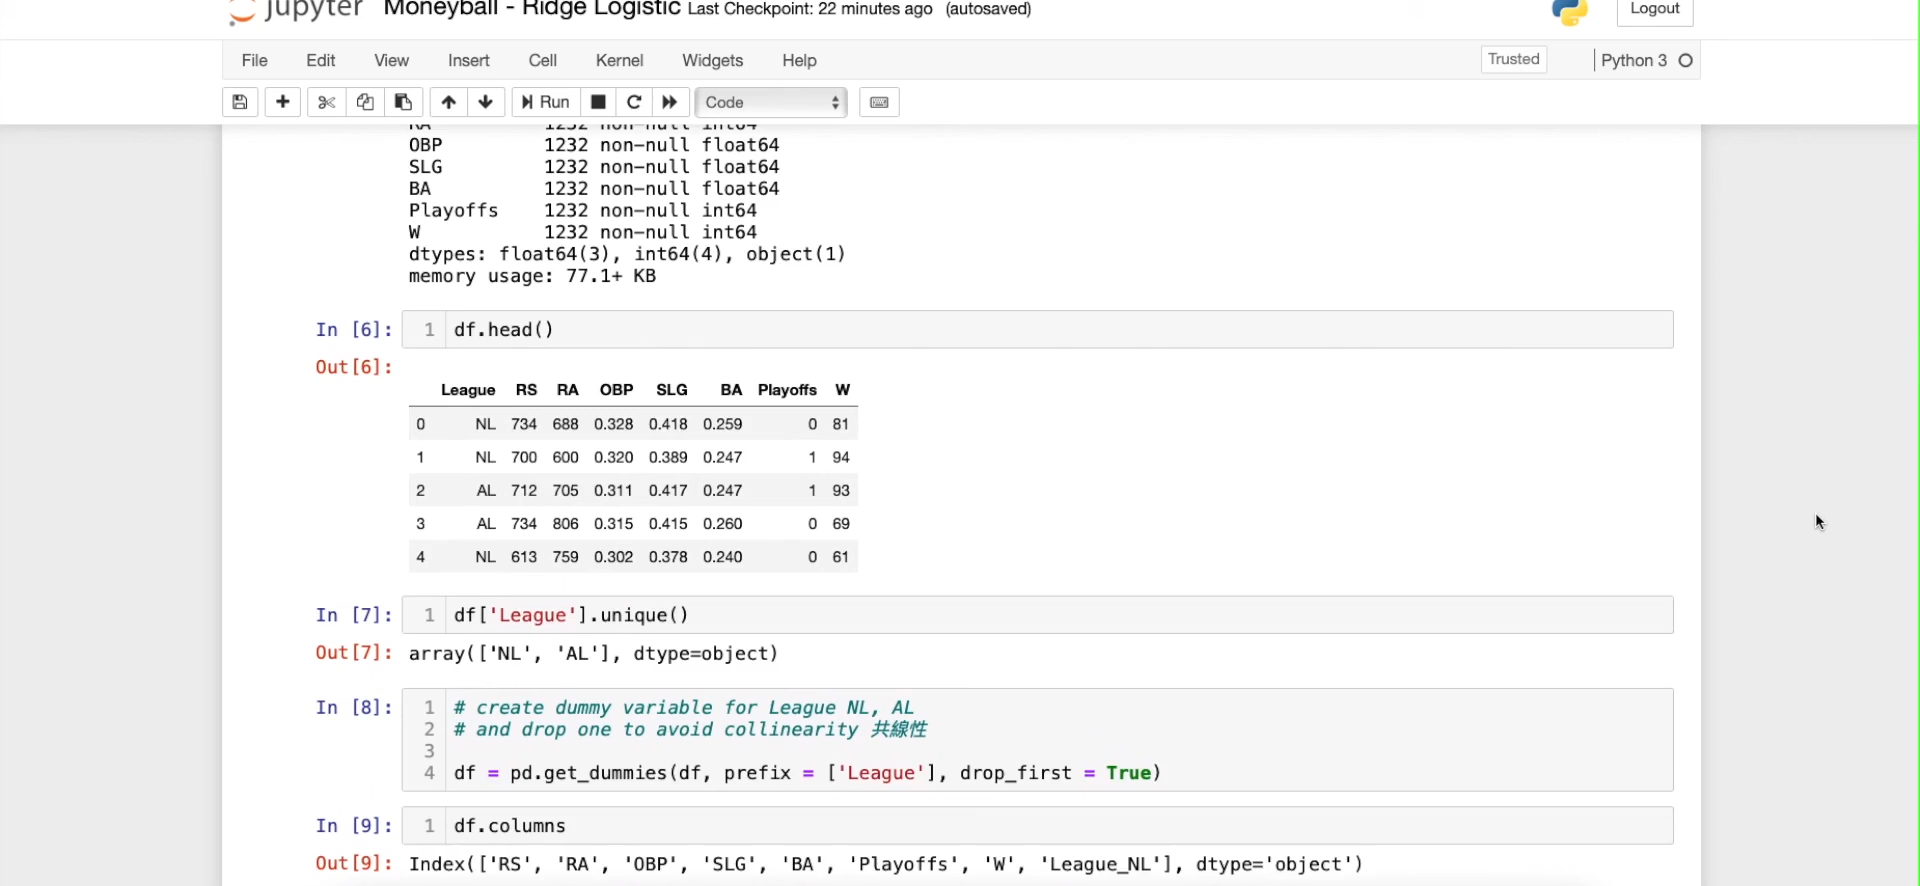 jupyter Moneyball - Ridge Logistic Last Checkpoint: 22 minutes ago (autosaved) Logout
File Edit View Insert Cell Kernel Widgets Help Trusted Python 3
Run Code
RA 1232 non-null int64
OBP 1232 non-null float64
SLG 1232 non-null float64
BA 1232 non-null float64
Playoffs 1232 non-null int64
W 1232 non-null int64
dtypes: float64(3), int64(4), object(1)
memory usage: 77.1+ KB
In [6]: 1 df.head()
Out[6]:
League RS RA OBP SLG BA Playoffs W
0 NL 734 688 0.328 0.418 0.259 0 81
1 NL 700 600 0.320 0.389 0.247 1 94
2 AL 712 705 0.311 0.417 0.247 1 93
3 AL 734 806 0.315 0.415 0.260 0 69
4 NL 613 759 0.302 0.378 0.240 0 61
In [7]: 1 df['League'].unique()
Out[7]: array(['NL', 'AL'], dtype=object)
In [8]: 1 # create dummy variable for League NL, AL
2 # and drop one to avoid collinearity 共線性
3
4 df = pd.get_dummies(df, prefix = ['League'], drop_first = True)
In [9]: 1 df.columns
Out[9]: Index(['RS', 'RA', 'OBP', 'SLG', 'BA', 'Playoffs', 'W', 'League_NL'], dtype='object')